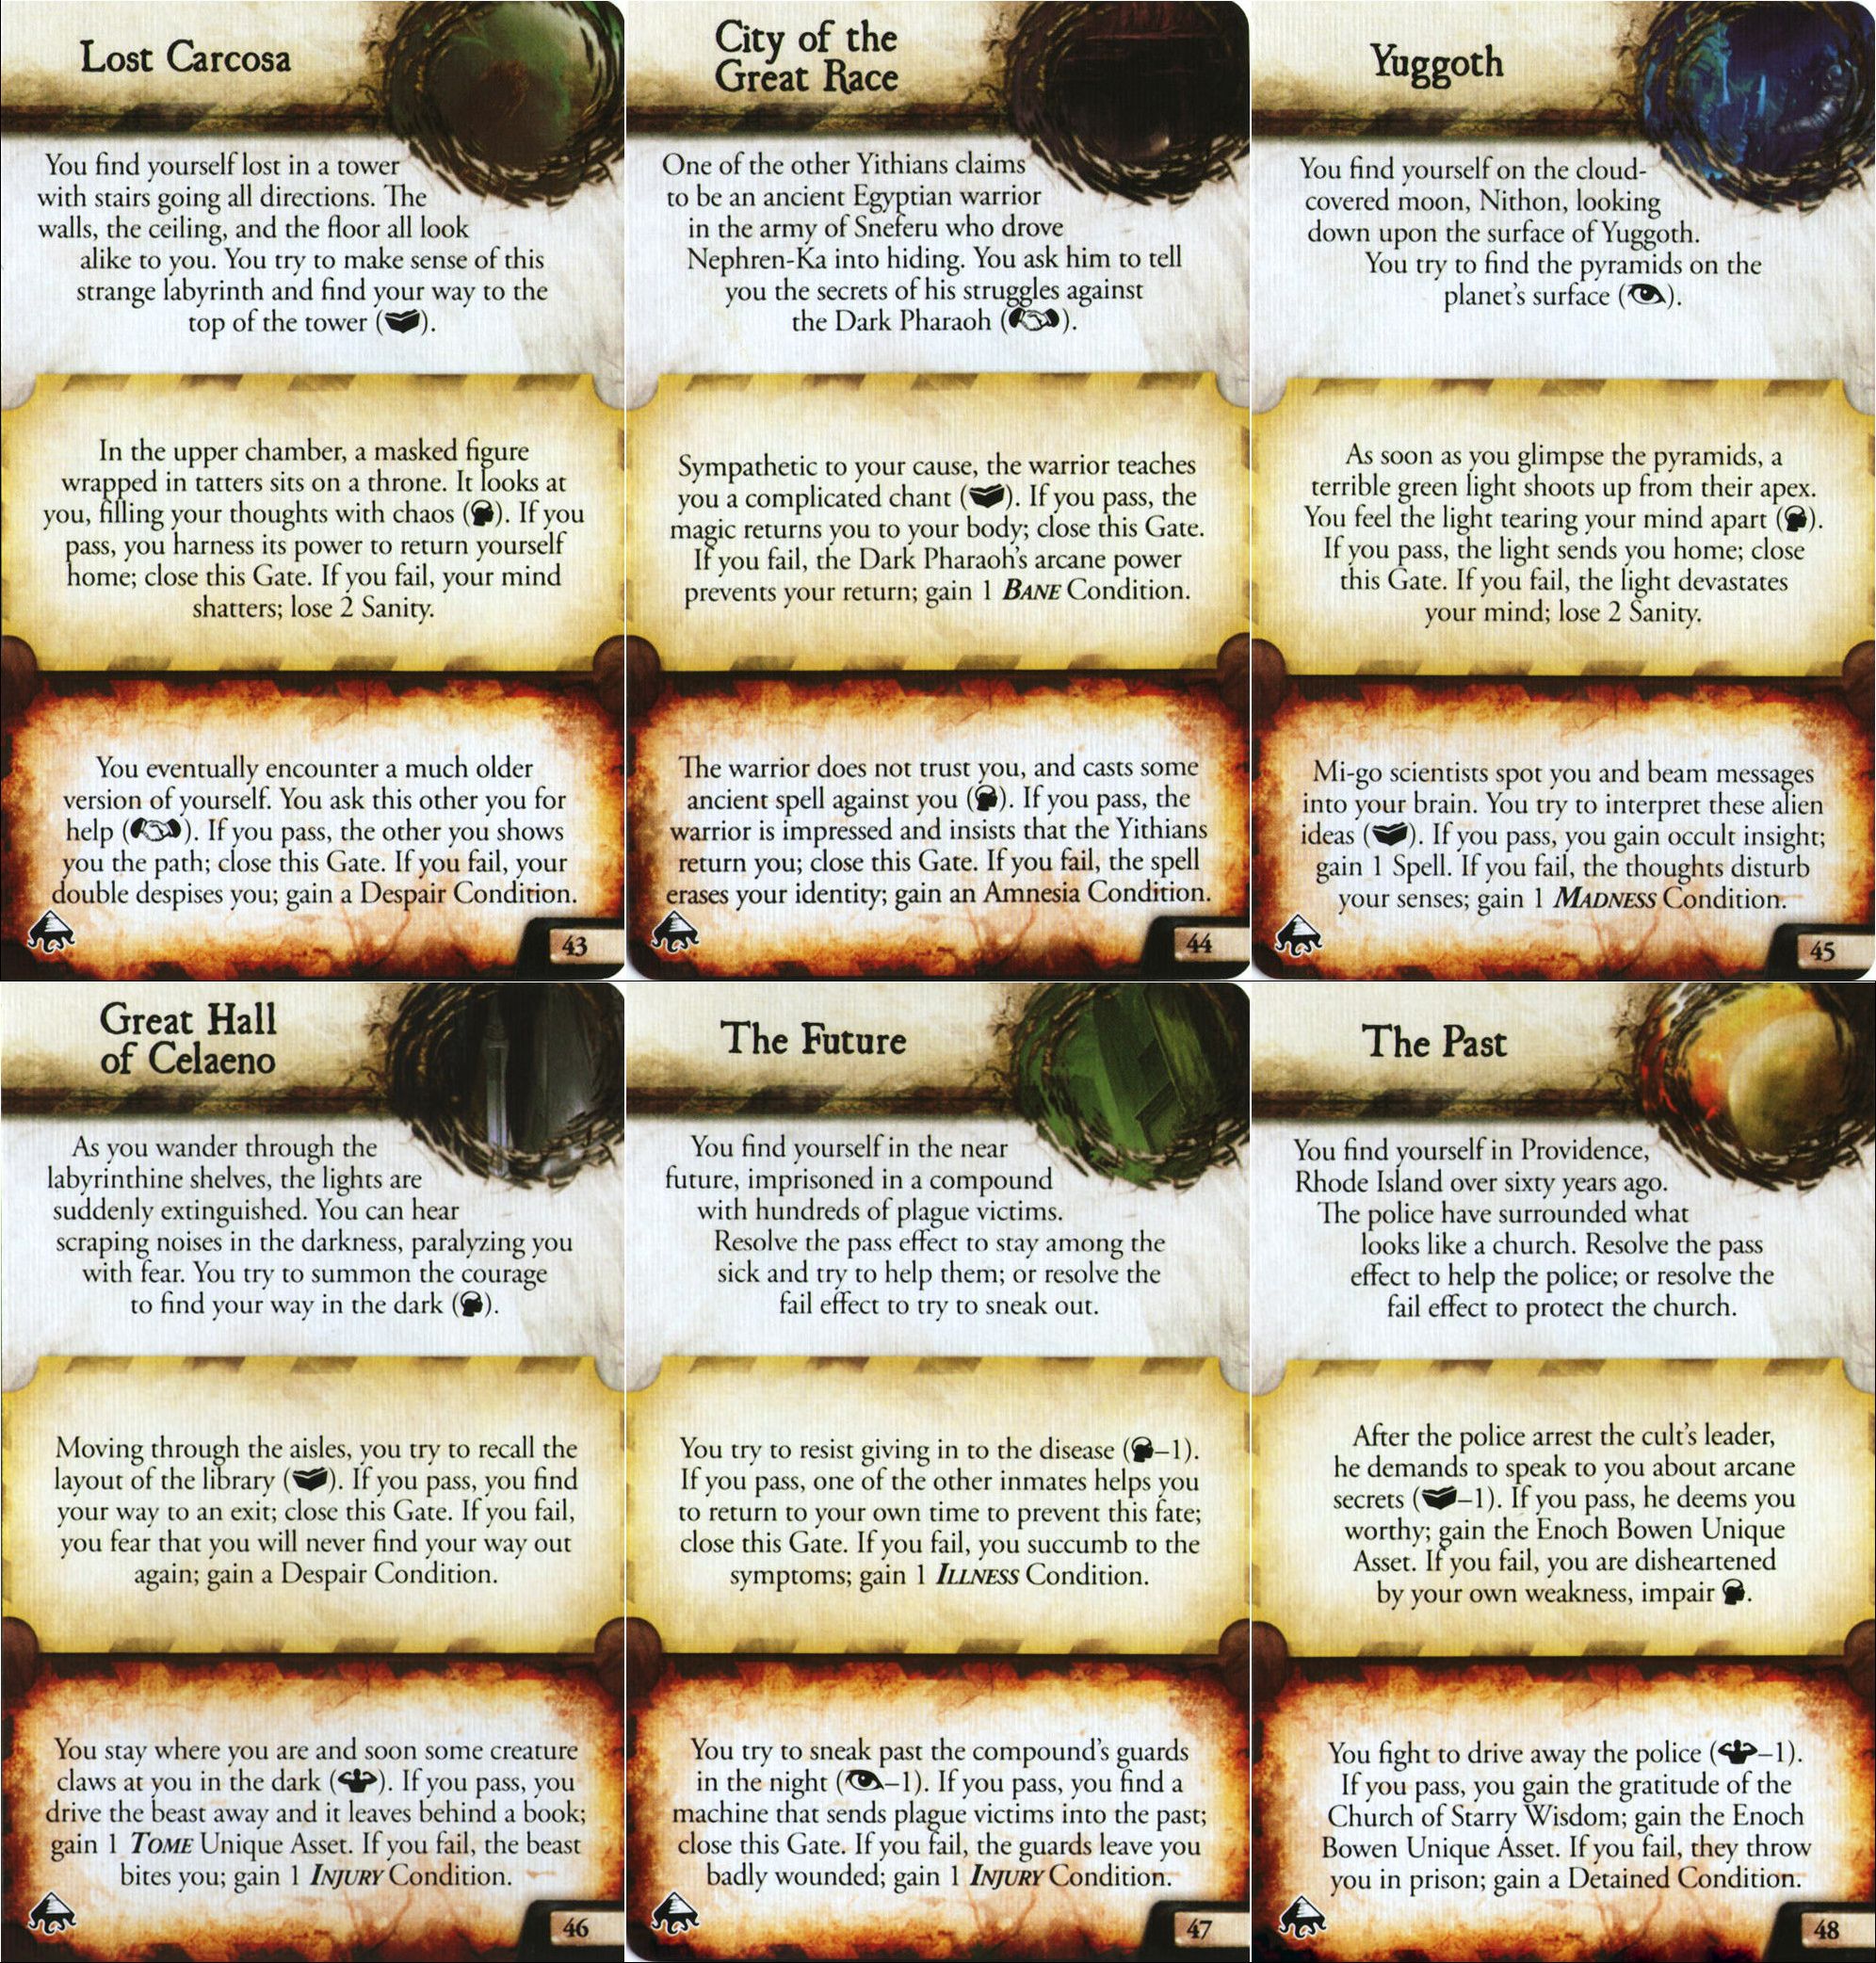 Lost Carcosa
You find yourself lost in a tower
with stairs going all directions. The
walls, the ceiling, and the floor all look
alike to you. You try to make sense of this
strange labyrinth and find your way to the
top of the tower ( ).
In the upper chamber, a masked figure
wrapped in tatters sits on a throne. It looks at
you, filling your thoughts with chaos ( ). If you
pass, you harness its power to return yourself
home; close this Gate. If you fail, your mind
shatters; lose 2 Sanity.
You eventually encounter a much older
version of yourself. You ask this other you for
help ( ). If you pass, the other you shows
you the path; close this Gate. If you fail, your
double despises you; gain a Despair Condition.
43
City of the
Great Race
One of the other Yithians claims
to be an ancient Egyptian warrior
in the army of Sneferu who drove
Nephren-Ka into hiding. You ask him to tell
you the secrets of his struggles against
the Dark Pharaoh ( ).
Sympathetic to your cause, the warrior teaches
you a complicated chant ( ). If you pass, the
magic returns you to your body; close this Gate.
If you fail, the Dark Pharaoh's arcane power
prevents your return; gain 1 BANE Condition.
The warrior does not trust you, and casts some
ancient spell against you ( ). If you pass, the
warrior is impressed and insists that the Yithians
return you; close this Gate. If you fail, the spell
erases your identity; gain an Amnesia Condition.
44
Yuggoth
You find yourself on the cloud-
covered moon, Nithon, looking
down upon the surface of Yuggoth.
You try to find the pyramids on the
planet's surface ( ).
As soon as you glimpse the pyramids, a
terrible green light shoots up from their apex.
You feel the light tearing your mind apart ( ).
If you pass, the light sends you home; close
this Gate. If you fail, the light devastates
your mind; lose 2 Sanity.
Mi-go scientists spot you and beam messages
into your brain. You try to interpret these alien
ideas ( ). If you pass, you gain occult insight;
gain 1 Spell. If you fail, the thoughts disturb
your senses; gain 1 MADNESS Condition.
45
Great Hall
of Celaeno
As you wander through the
labyrinthine shelves, the lights are
suddenly extinguished. You can hear
scraping noises in the darkness, paralyzing you
with fear. You try to summon the courage
to find your way in the dark ( ).
Moving through the aisles, you try to recall the
layout of the library ( ). If you pass, you find
your way to an exit; close this Gate. If you fail,
you fear that you will never find your way out
again; gain a Despair Condition.
You stay where you are and soon some creature
claws at you in the dark ( ). If you pass, you
drive the beast away and it leaves behind a book;
gain 1 TOME Unique Asset. If you fail, the beast
bites you; gain 1 INJURY Condition.
46
The Future
You find yourself in the near
future, imprisoned in a compound
with hundreds of plague victims.
Resolve the pass effect to stay among the
sick and try to help them; or resolve the
fail effect to try to sneak out.
You try to resist giving in to the disease ( –1).
If you pass, one of the other inmates helps you
to return to your own time to prevent this fate;
close this Gate. If you fail, you succumb to the
symptoms; gain 1 ILLNESS Condition.
You try to sneak past the compound's guards
in the night ( –1). If you pass, you find a
machine that sends plague victims into the past;
close this Gate. If you fail, the guards leave you
badly wounded; gain 1 INJURY Condition.
47
The Past
You find yourself in Providence,
Rhode Island over sixty years ago.
The police have surrounded what
looks like a church. Resolve the pass
effect to help the police; or resolve the
fail effect to protect the church.
After the police arrest the cult's leader,
he demands to speak to you about arcane
secrets ( –1). If you pass, he deems you
worthy; gain the Enoch Bowen Unique
Asset. If you fail, you are disheartened
by your own weakness, impair .
You fight to drive away the police ( –1).
If you pass, you gain the gratitude of the
Church of Starry Wisdom; gain the Enoch
Bowen Unique Asset. If you fail, they throw
you in prison; gain a Detained Condition.
48